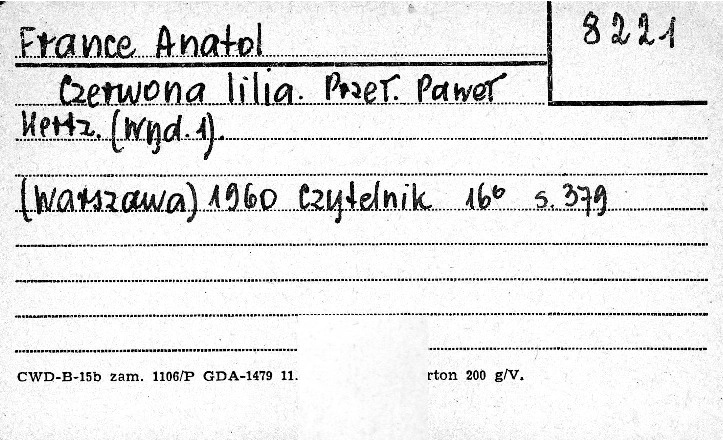 France Anatol
8221
Czerwona lilia. Przeł. Paweł
Hertz. (Wyd. 1).
(Warszawa) 1960 Czytelnik 16° s. 379
CWD-B-15b zam. 1106/P GDA-1479 11. rton 200 g/V.